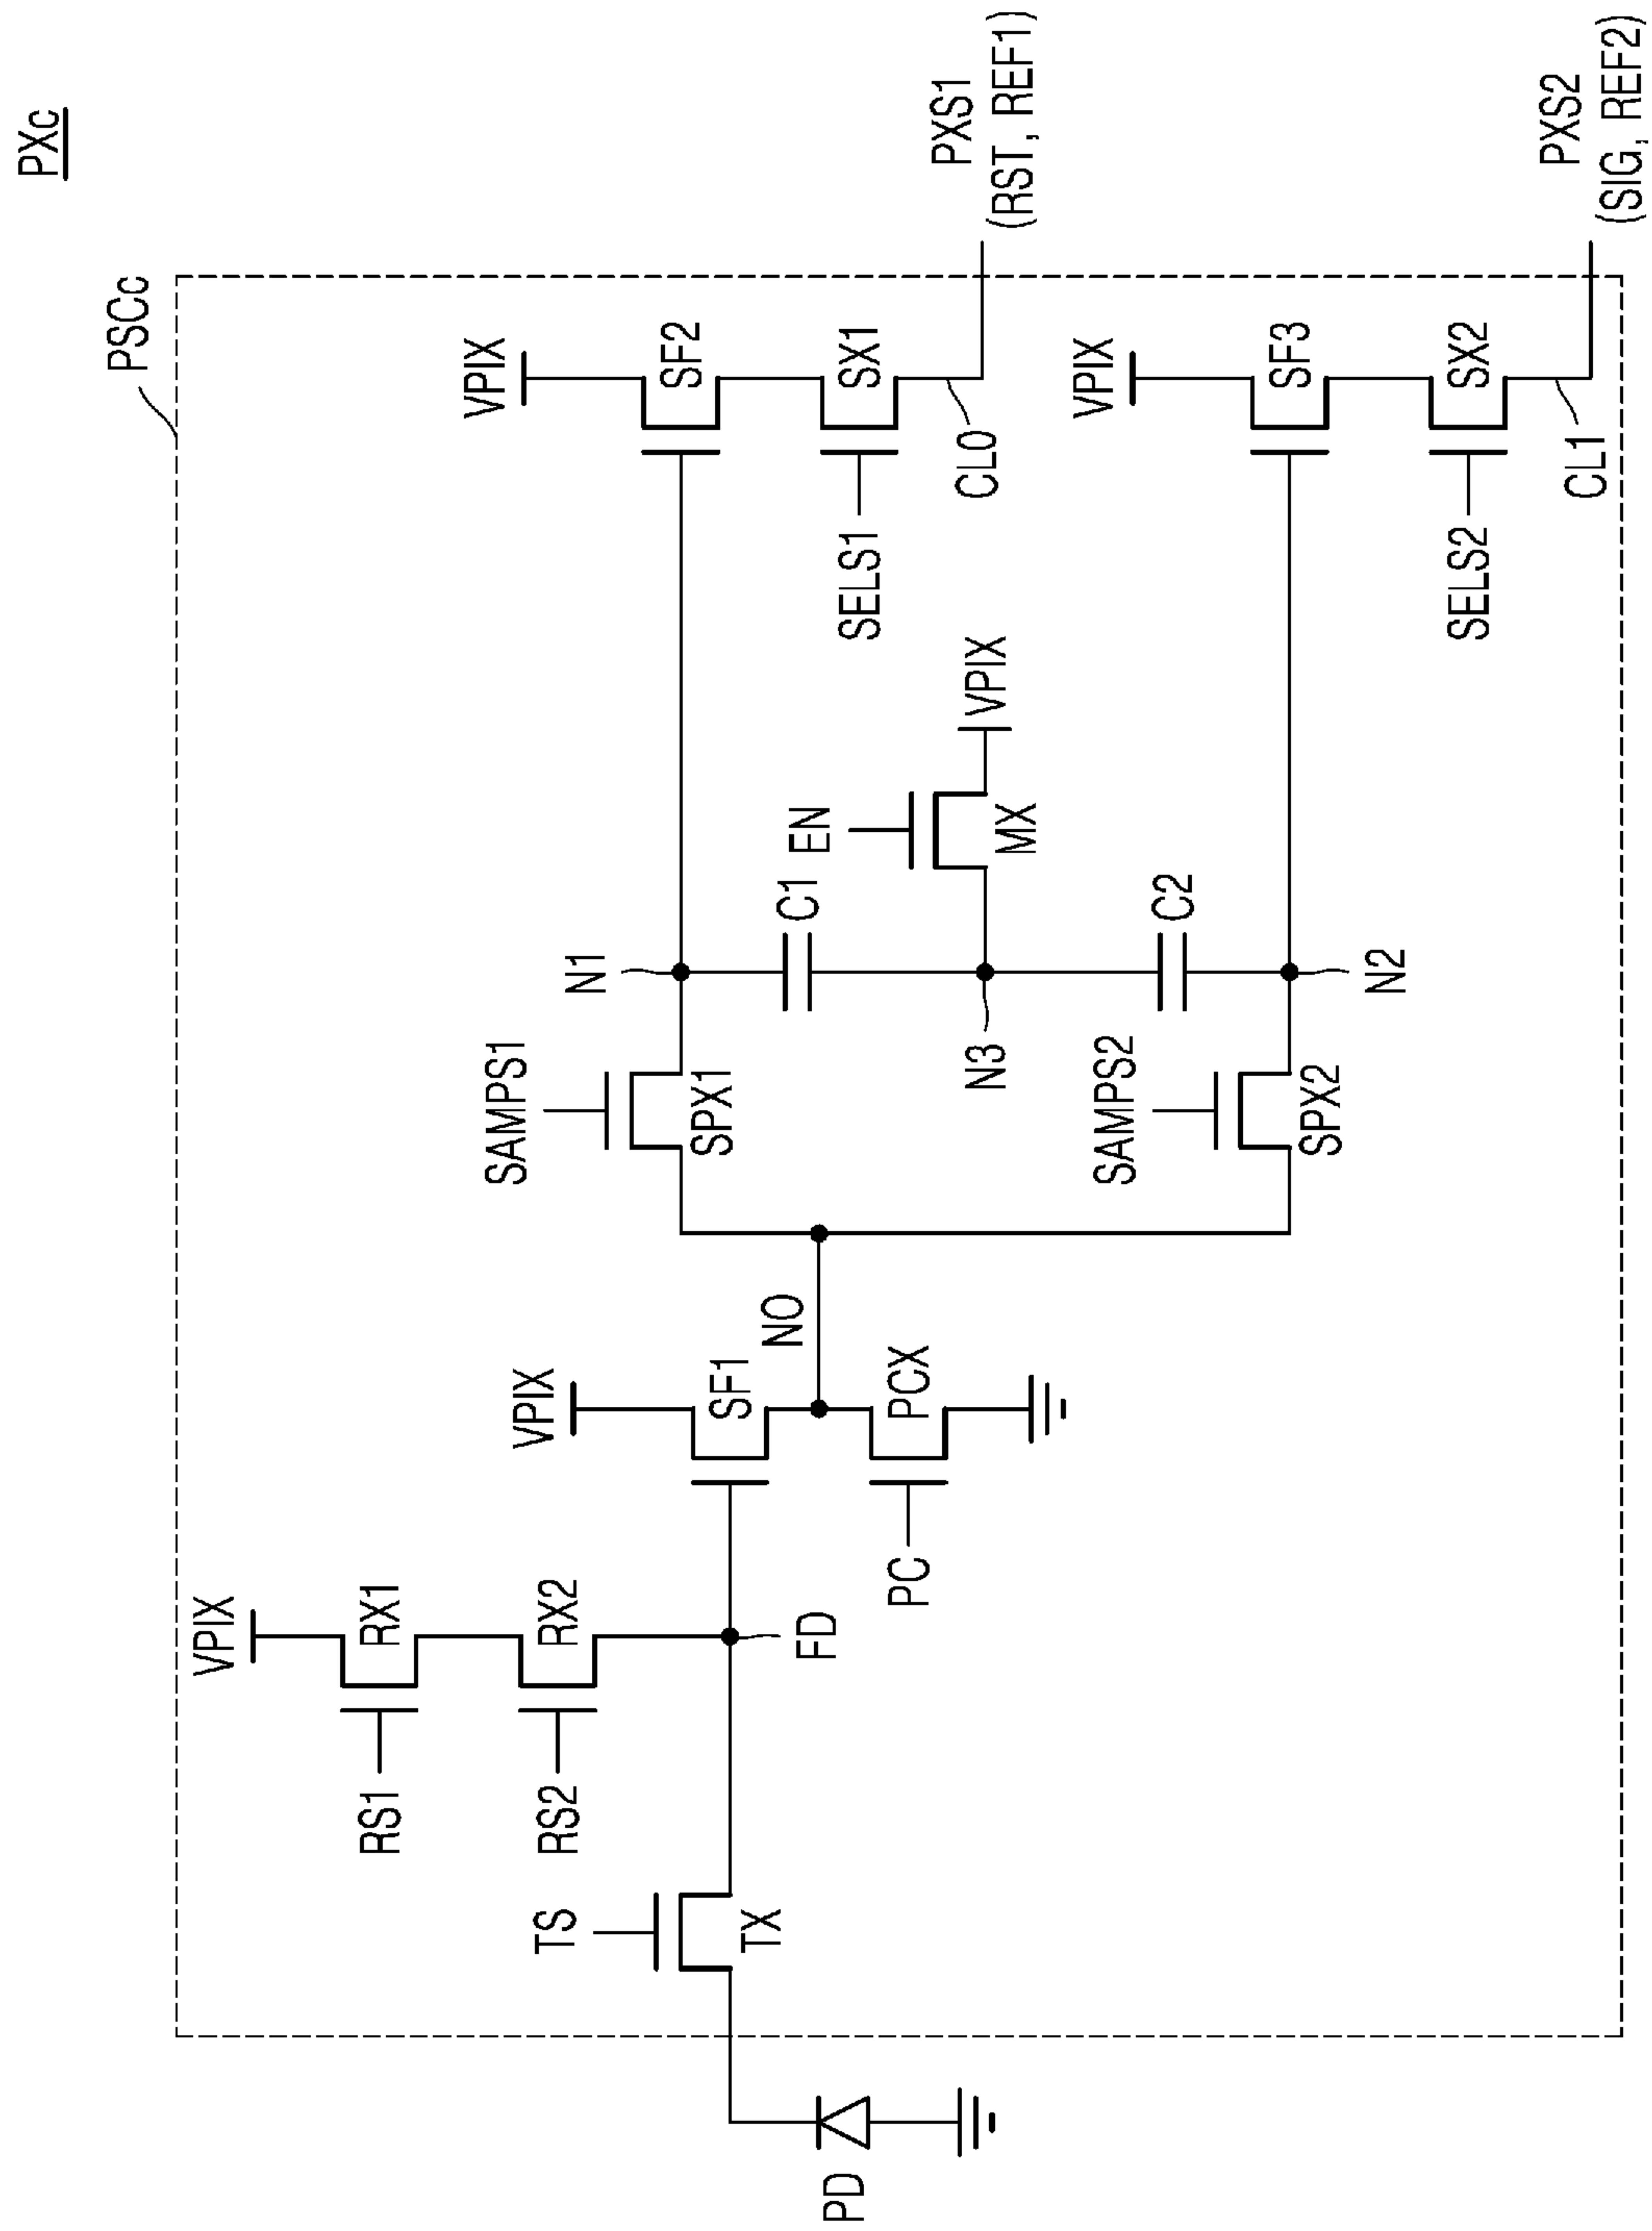 PXc
PSCc
VPIX
RX1
RS1
RX2
RS2
FD
TS
TX
PD
VPIX
SF1
NO
PCX
PC
SAMPS1
SPX1
N1
C1
EN
MX
VPIX
N3
C2
SAMPS2
SPX2
N2
VPIX
SF2
SX1
SELS1
CL0
PXS1
(RST, REF1)
VPIX
SF3
SX2
SELS2
CL1
PXS2
(SIG, REF2)